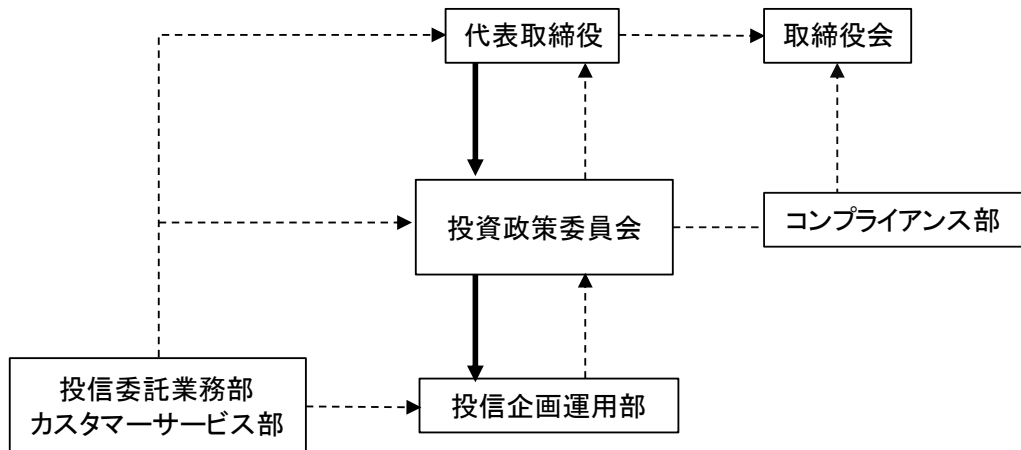 代表取締役
取締役会
投資政策委員会
コンプライアンス部
投信委託業務部
カスタマーサービス部
投信企画運用部